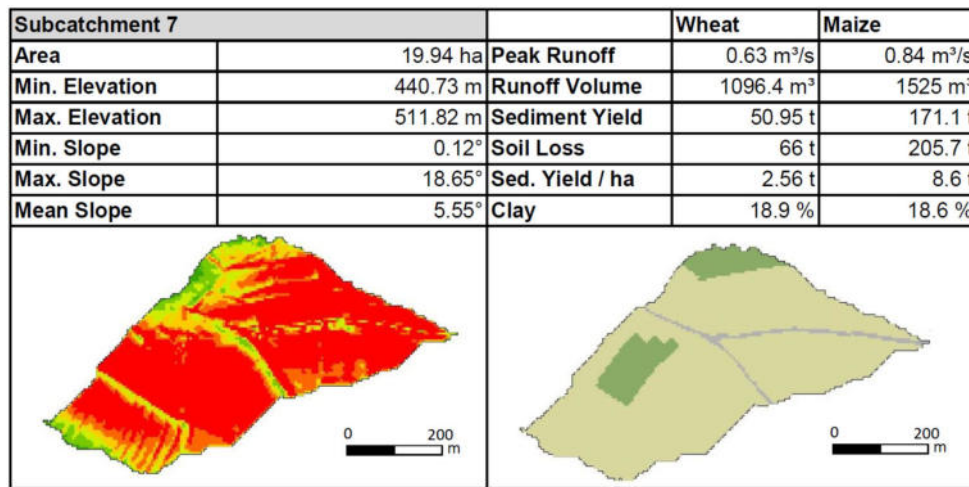 Subcatchment 7 Wheat Maize
Area 19.94 ha Peak Runoff 0.63 m³/s 0.84 m³/s
Min. Elevation 440.73 m Runoff Volume 1096.4 m³ 1525 m³
Max. Elevation 511.82 m Sediment Yield 50.95 t 171.1 t
Min. Slope 0.12° Soil Loss 66 t 205.7 t
Max. Slope 18.65° Sed. Yield / ha 2.56 t 8.6 t
Mean Slope 5.55° Clay 18.9 % 18.6 %
0 200 0 200
m m